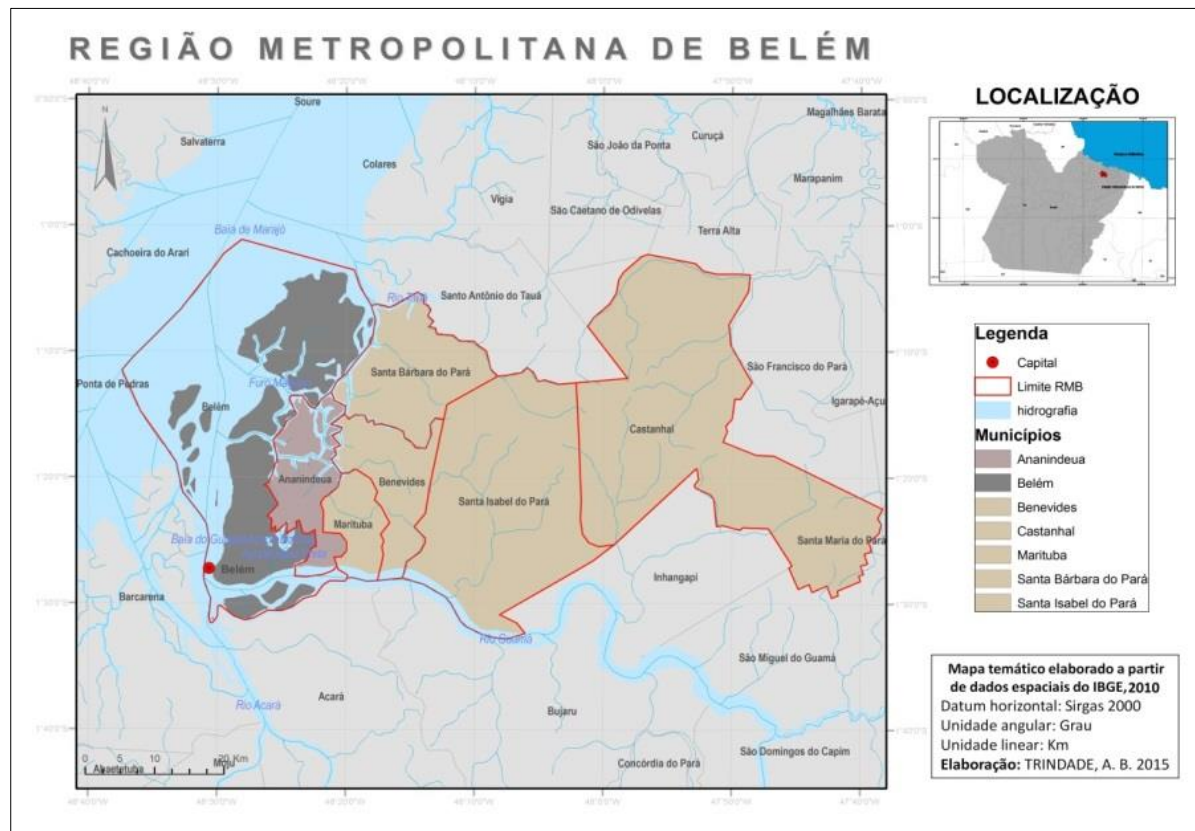 REGIÃO METROPOLITANA DE BELÉM
Soure
Salvaterra
Colares
Magalhães Barata
Curuçá
São João da Ponta
Marapanim
Vigia
São Caetano de Odivelas
Terra Alta
Baia de Marajó
Cachoeira do Arari
Santo Antônio do Tauá
São Francisco do Pará
Ponta de Pedras
Santa Bárbara do Pará
Igarapé-Açu
Belém
Castanhal
Ananindeua
Benevides
Santa Isabel do Pará
Marituba
Santa Maria do Pará
Belém
Inhangapi
Barcarena
Rio Guamá
São Miguel do Guamá
Acará
Rio Acará
Bujaru
São Domingos do Capim
Concórdia do Pará
Moju
Abaetetuba
0 5 10 20 Km
N
LOCALIZAÇÃO
Legenda
Capital
Limite RMB
hidrografia
Municípios
Ananindeua
Belém
Benevides
Castanhal
Marituba
Santa Bárbara do Pará
Santa Isabel do Pará
Mapa temático elaborado a partir
de dados espaciais do IBGE, 2010
Datum horizontal: Sirgas 2000
Unidade angular: Grau
Unidade linear: Km
Elaboração: TRINDADE, A. B. 2015